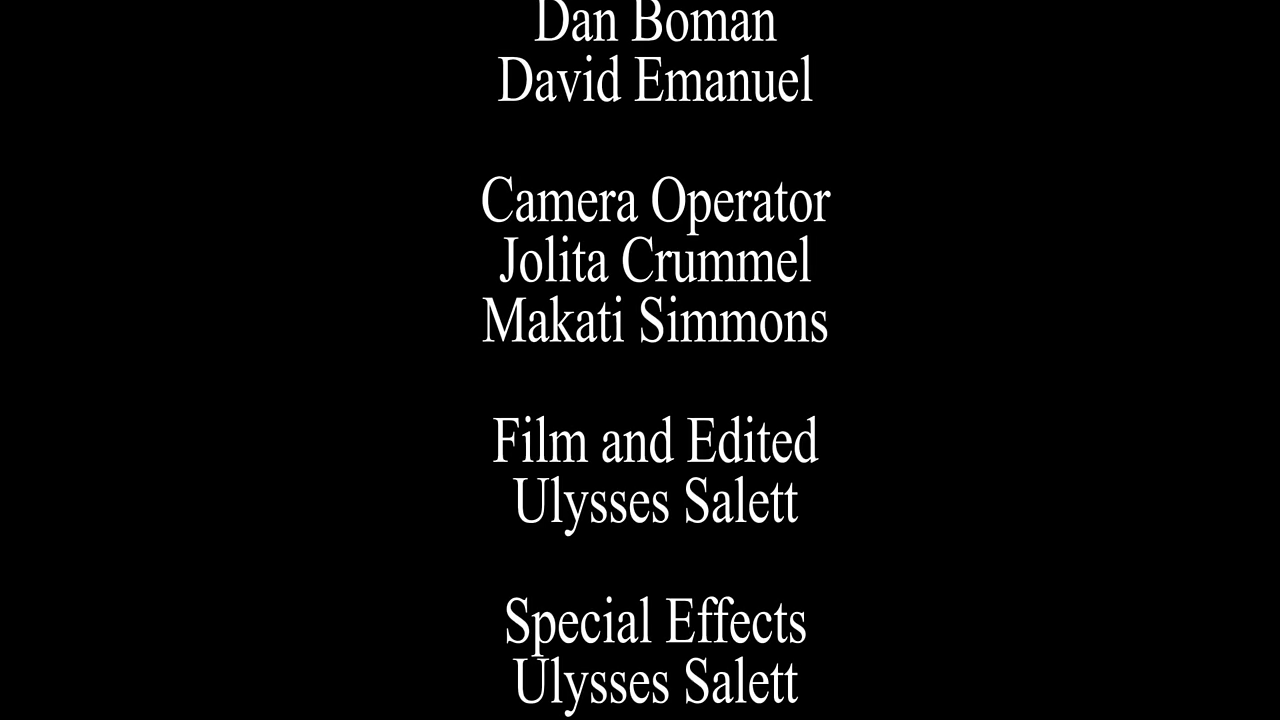 Dan Boman
David Emanuel
Camera Operator
Jolita Crummel
Makati Simmons
Film and Edited
Ulysses Salett
Special Effects
Ulysses Salett